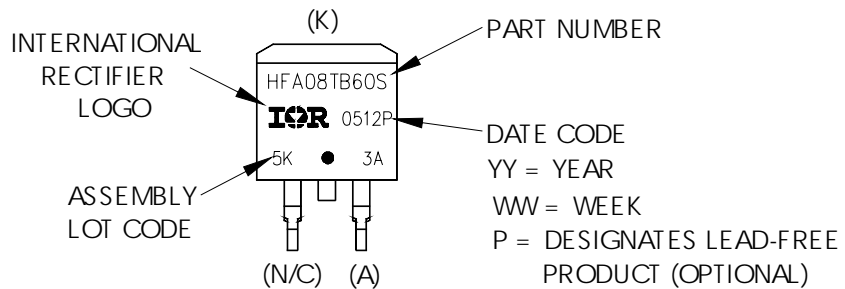 (K)
INTERNATIONAL
RECTIFIER
LOGO
PART NUMBER
HFA08TB60S
IOR 0512P
5K 3A
ASSEMBLY
LOT CODE
DATE CODE
YY = YEAR
WW = WEEK
P = DESIGNATES LEAD-FREE
PRODUCT (OPTIONAL)
(N/C) (A)